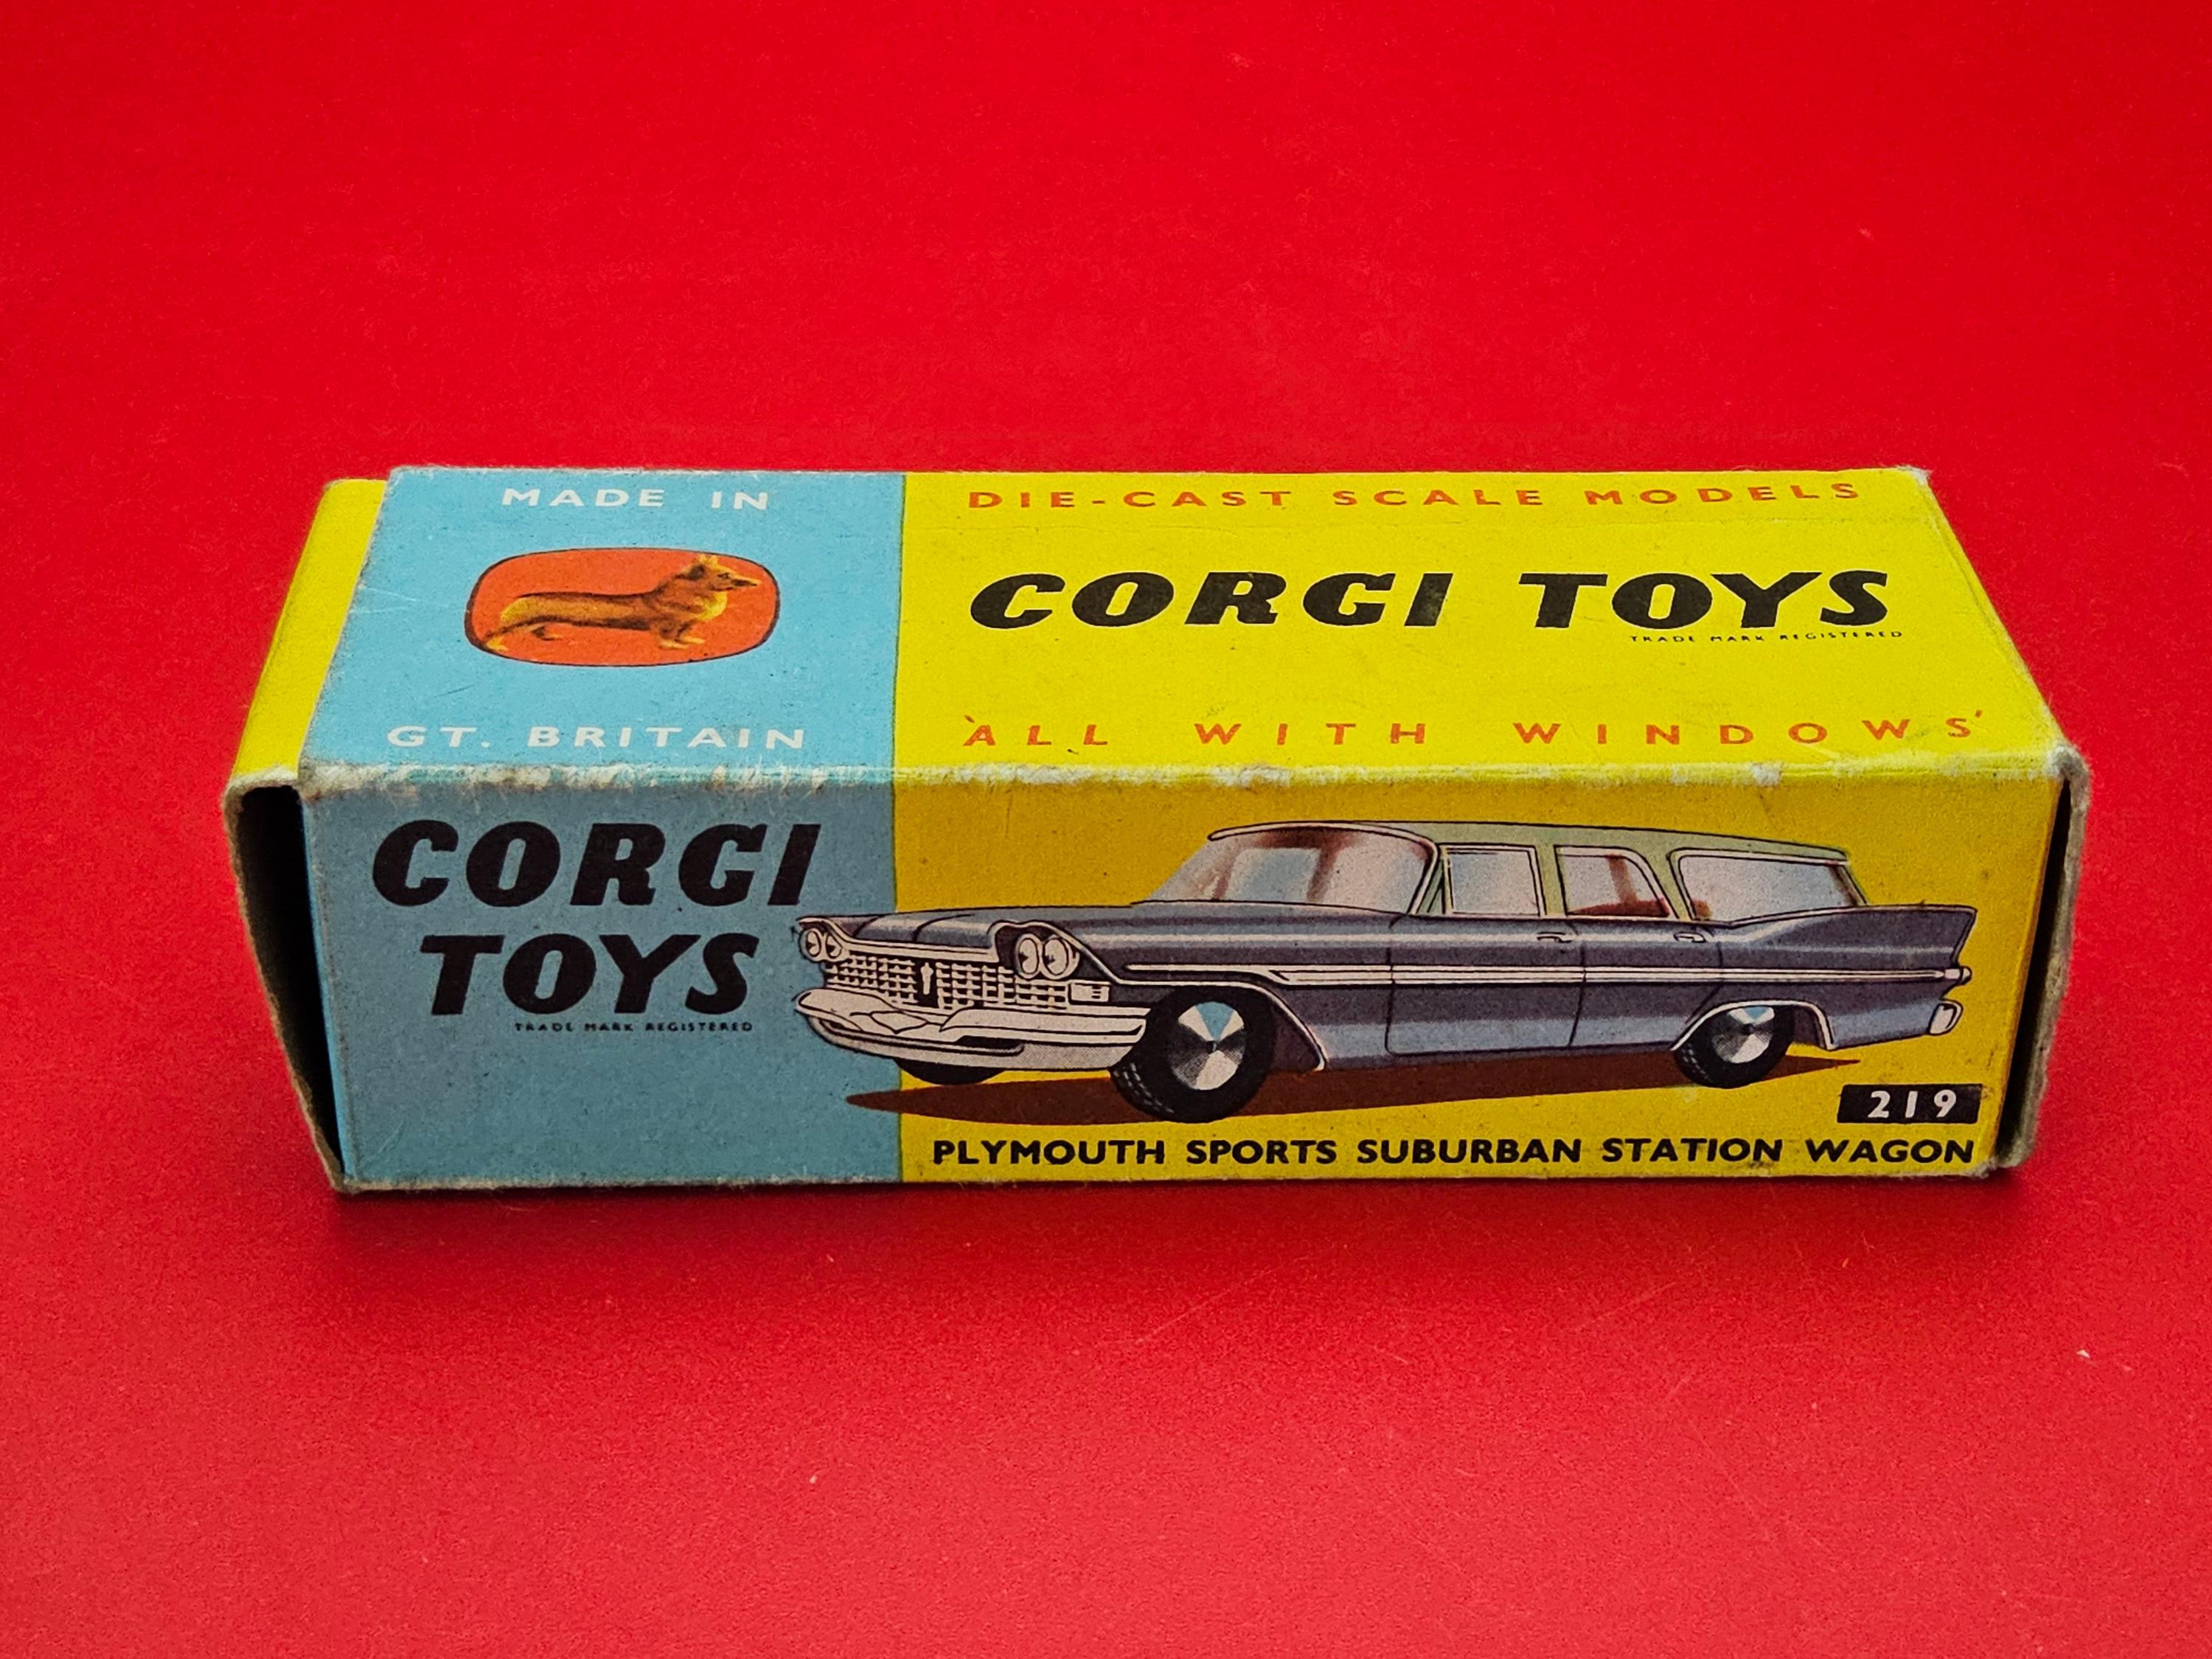 MADE IN
GT. BRITAIN
DIE-CAST SCALE MODELS
CORGI TOYS
TRADE MARK REGISTERED
'ALL WITH WINDOWS'
CORGI
TOYS
TRADE MARK REGISTERED
219
PLYMOUTH SPORTS SUBURBAN STATION WAGON